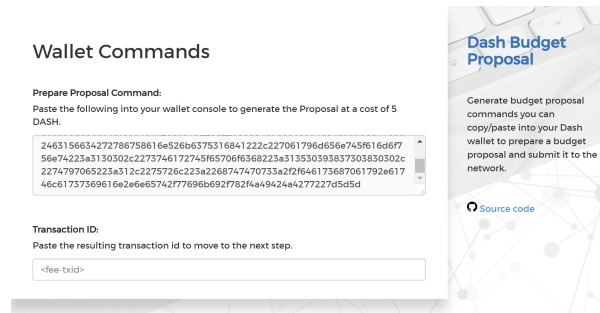 Wallet Commands
Prepare Proposal Command:
Paste the following into your wallet console to generate the Proposal at a cost of 5
DASH.
246315664272786758616e526b6375316841222c227061796d656e745f616d6f7
56e74223a3130302c2273746172745f65706f6368223a313530393837303830302c
2274797065223a312c2275726c223a2268747470733a2f2f646173687061792e617
46c61737369616e2e6e65742f77696b692f782f4a49424a4277227d5d5d
Transaction ID:
Paste the resulting transaction id to move to the next step.
<fee-txid>
Dash Budget
Proposal
Generate budget proposal
commands you can
copy/paste into your Dash
wallet to prepare a budget
proposal and submit it to the
network.
Source code